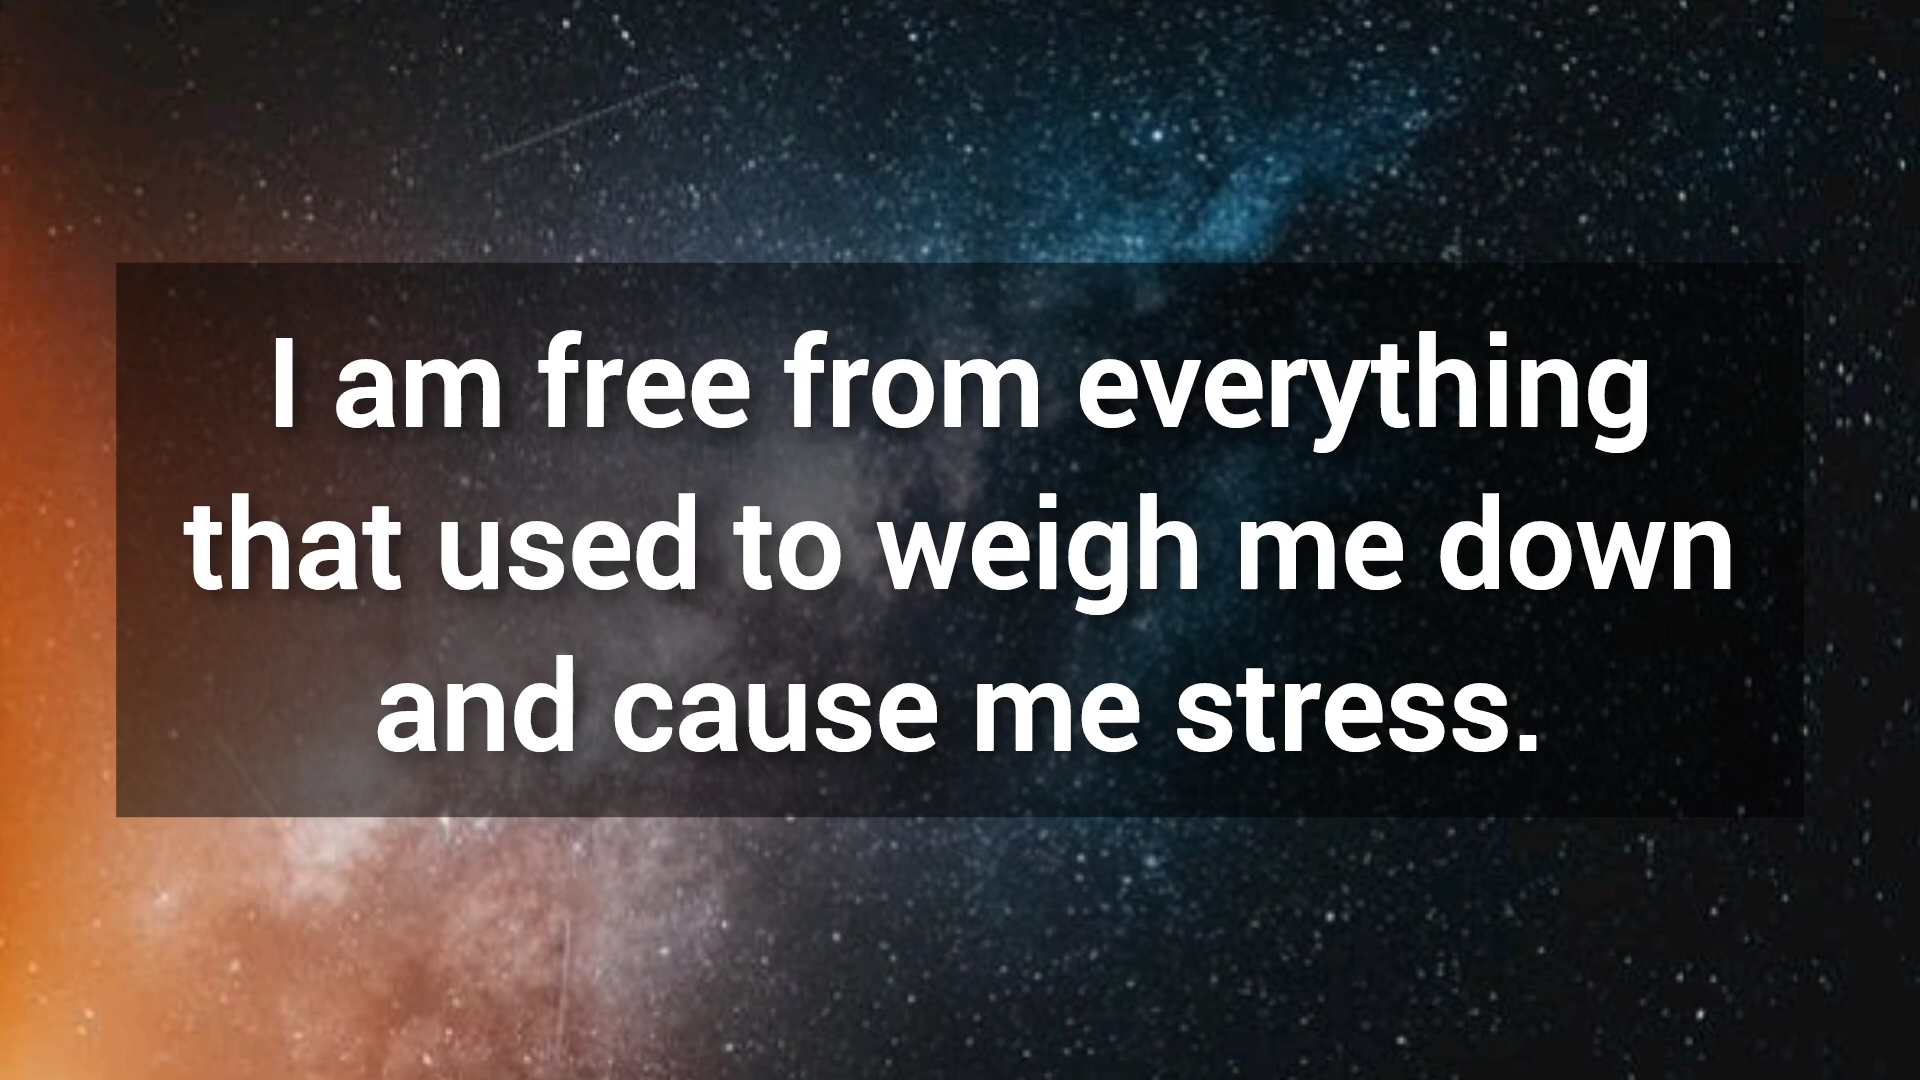 I am free from everything
that used to weigh me down
and cause me stress.